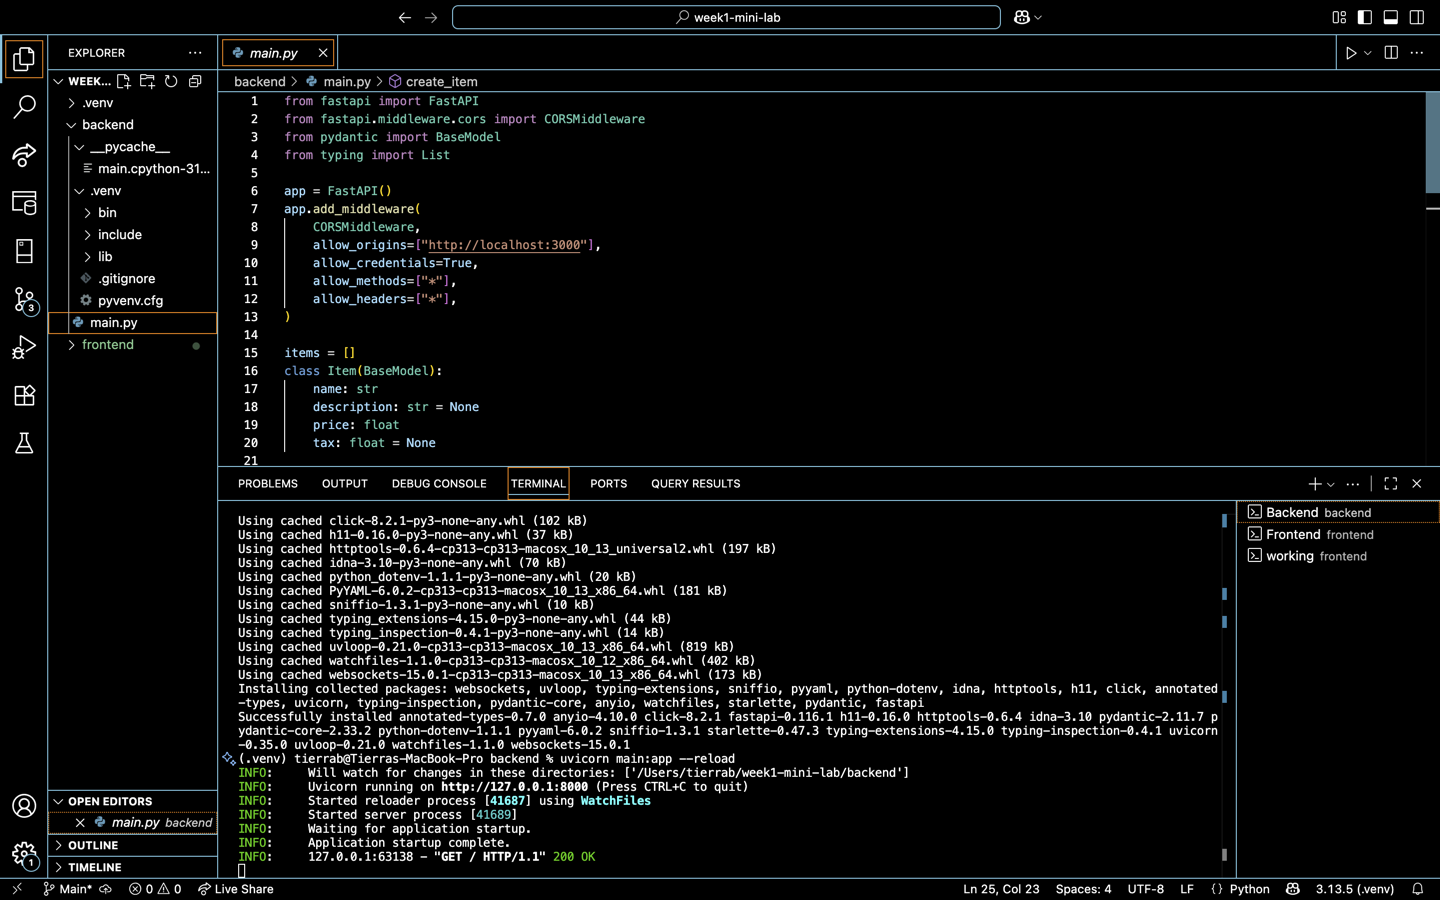 week1-mini-lab
EXPLORER
WEEK...
.venv
backend
__pycache__
main.cpython-31...
.venv
bin
include
lib
.gitignore
pyvenv.cfg
main.py
frontend
OPEN EDITORS
main.py backend
OUTLINE
TIMELINE
main.py
backend > main.py > create_item
1 from fastapi import FastAPI
2 from fastapi.middleware.cors import CORSMiddleware
3 from pydantic import BaseModel
4 from typing import List
5
6 app = FastAPI()
7 app.add_middleware(
8 CORSMiddleware,
9 allow_origins=["http://localhost:3000"],
10 allow_credentials=True,
11 allow_methods=["*"],
12 allow_headers=["*"],
13 )
14
15 items = []
16 class Item(BaseModel):
17 name: str
18 description: str = None
19 price: float
20 tax: float = None
21
PROBLEMS OUTPUT DEBUG CONSOLE TERMINAL PORTS QUERY RESULTS
Using cached click-8.2.1-py3-none-any.whl (102 kB)
Using cached h11-0.16.0-py3-none-any.whl (37 kB)
Using cached httptools-0.6.4-cp313-cp313-macosx_10_13_universal2.whl (197 kB)
Using cached idna-3.10-py3-none-any.whl (70 kB)
Using cached python_dotenv-1.1.1-py3-none-any.whl (20 kB)
Using cached PyYAML-6.0.2-cp313-cp313-macosx_10_13_x86_64.whl (181 kB)
Using cached sniffio-1.3.1-py3-none-any.whl (10 kB)
Using cached typing_extensions-4.15.0-py3-none-any.whl (44 kB)
Using cached typing_inspection-0.4.1-py3-none-any.whl (14 kB)
Using cached uvloop-0.21.0-cp313-cp313-macosx_10_13_x86_64.whl (819 kB)
Using cached watchfiles-1.1.0-cp313-cp313-macosx_10_12_x86_64.whl (402 kB)
Using cached websockets-15.0.1-cp313-cp313-macosx_10_13_x86_64.whl (173 kB)
Installing collected packages: websockets, uvloop, typing-extensions, sniffio, pyyaml, python-dotenv, idna, httptools, h11, click, annotated
-types, uvicorn, typing-inspection, pydantic-core, anyio, watchfiles, starlette, pydantic, fastapi
Successfully installed annotated-types-0.7.0 anyio-4.10.0 click-8.2.1 fastapi-0.116.1 h11-0.16.0 httptools-0.6.4 idna-3.10 pydantic-2.11.7 p
ydantic-core-2.33.2 python-dotenv-1.1.1 pyyaml-6.0.2 sniffio-1.3.1 starlette-0.47.3 typing-extensions-4.15.0 typing-inspection-0.4.1 uvicorn
-0.35.0 uvloop-0.21.0 watchfiles-1.1.0 websockets-15.0.1
(.venv) tierrab@Tierras-MacBook-Pro backend % uvicorn main:app --reload
INFO: Will watch for changes in these directories: ['/Users/tierrab/week1-mini-lab/backend']
INFO: Uvicorn running on http://127.0.0.1:8000 (Press CTRL+C to quit)
INFO: Started reloader process [41687] using WatchFiles
INFO: Started server process [41689]
INFO: Waiting for application startup.
INFO: Application startup complete.
INFO: 127.0.0.1:63138 - "GET / HTTP/1.1" 200 OK
Backend backend
Frontend frontend
working frontend
3
1
Main* 0 0 Live Share
Ln 25, Col 23 Spaces: 4 UTF-8 LF {} Python 3.13.5 (.venv)